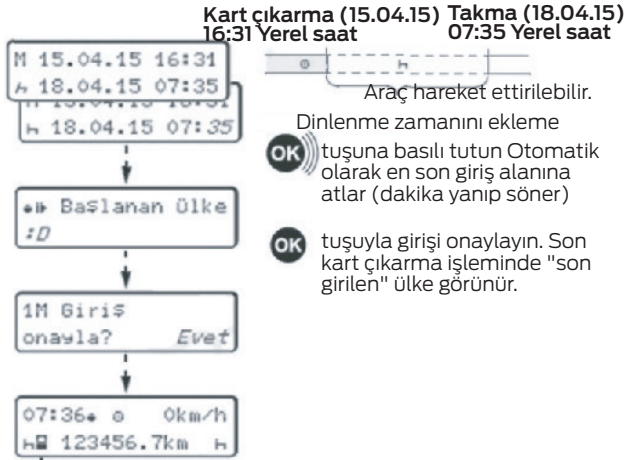 Kart çıkarma (15.04.15) Takma (18.04.15)
16:31 Yerel saat 07:35 Yerel saat
M 15.04.15 16:31
18.04.15 07:35
18.04.15 07:35
Araç hareket ettirilebilir.
Dinlenme zamanını ekleme
OK tuşuna basılı tutun Otomatik
olarak en son giriş alanına
atlar (dakika yanıp söner)
Başlanan ülke
:D
OK tuşuyla girişi onaylayın. Son
kart çıkarma işleminde "son
girilen" ülke görünür.
1M Giriş
onayla? Evet
07:36 0km/h
123456.7km